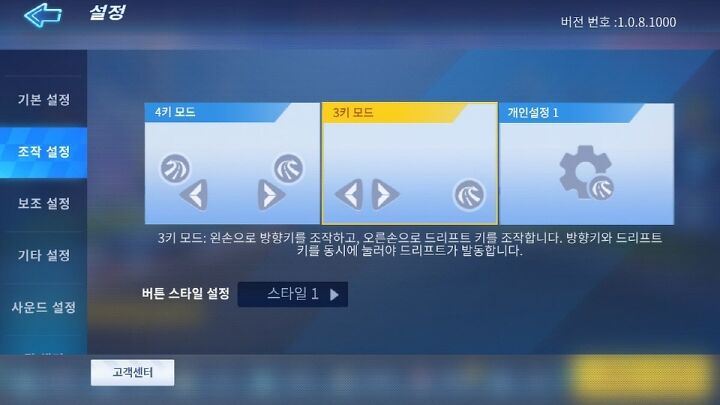 설정
버전 번호 :1.0.8.1000
기본 설정
조작 설정
보조 설정
기타 설정
사운드 설정
4키 모드
3키 모드
개인설정 1
3키 모드: 왼손으로 방향키를 조작하고, 오른손으로 드리프트 키를 조작합니다. 방향키와 드리프트
키를 동시에 눌러야 드리프트가 발동합니다.
버튼 스타일 설정
스타일 1
고객센터